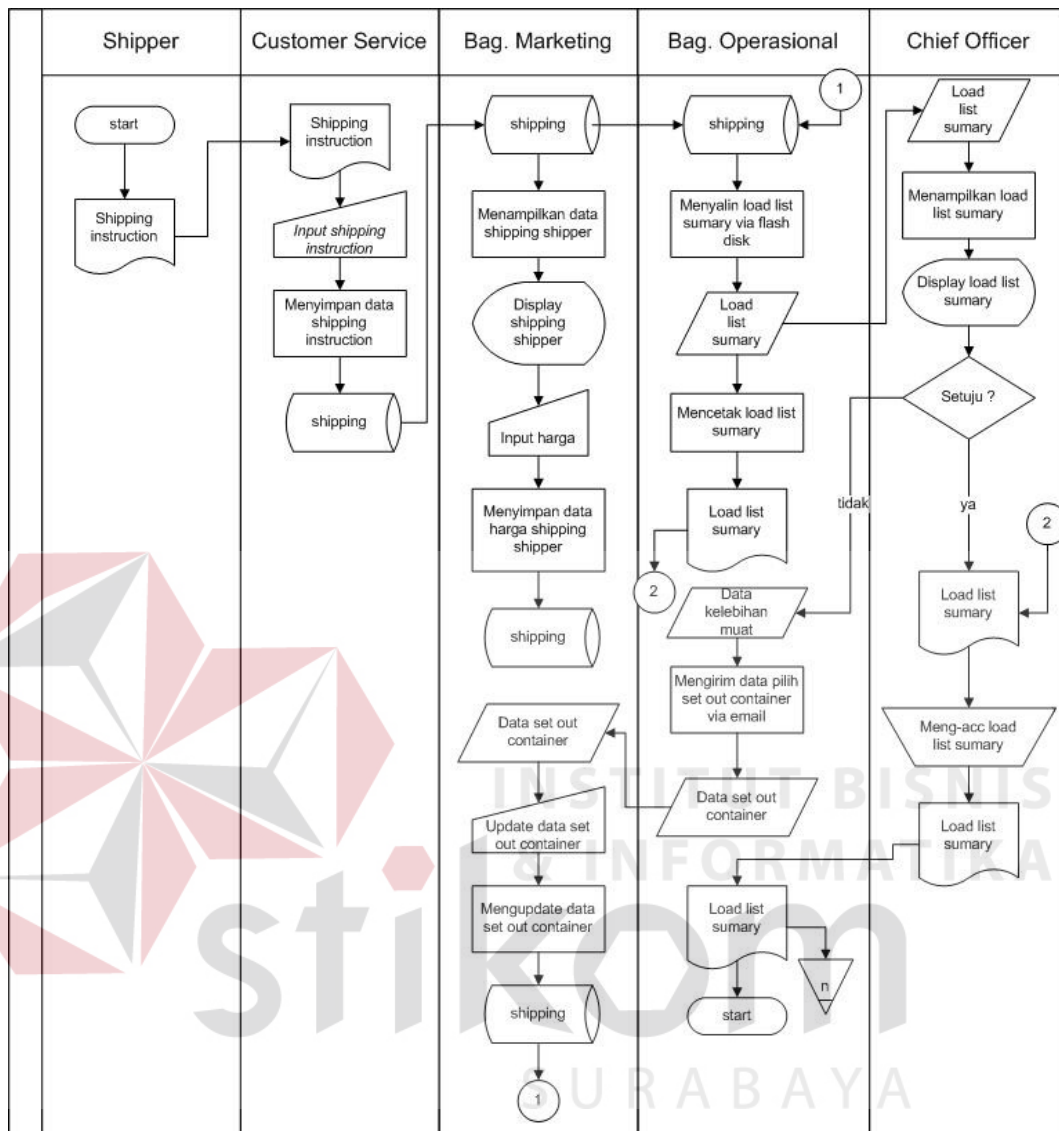 Shipper
Customer Service
Bag. Marketing
Bag. Operasional
Chief Officer
start
Shipping
instruction
Shipping
instruction
Input shipping
instruction
Menyimpan data
shipping
instruction
shipping
shipping
Menampilkan data
shipping shipper
Display
shipping
shipper
Input harga
Menyimpan data
harga shipping
shipper
shipping
Data set out
container
Update data set
out container
Mengupdate data
set out container
shipping
1
1
shipping
Menyalin load list
sumary via flash
disk
Load
list
sumary
Mencetak load list
sumary
Load list
sumary
2
Data
kelebihan
muat
Mengirim data pilih
set out container
via email
Data set out
container
Load list
sumary
n
start
Load
list
sumary
Menampilkan load
list sumary
Display load list
sumary
Setuju ?
tidak
ya
2
Load list
sumary
Meng-acc load
list sumary
Load list
sumary
INSTITUT BISNIS
& INFORMATIKA
stikom
SURABAYA